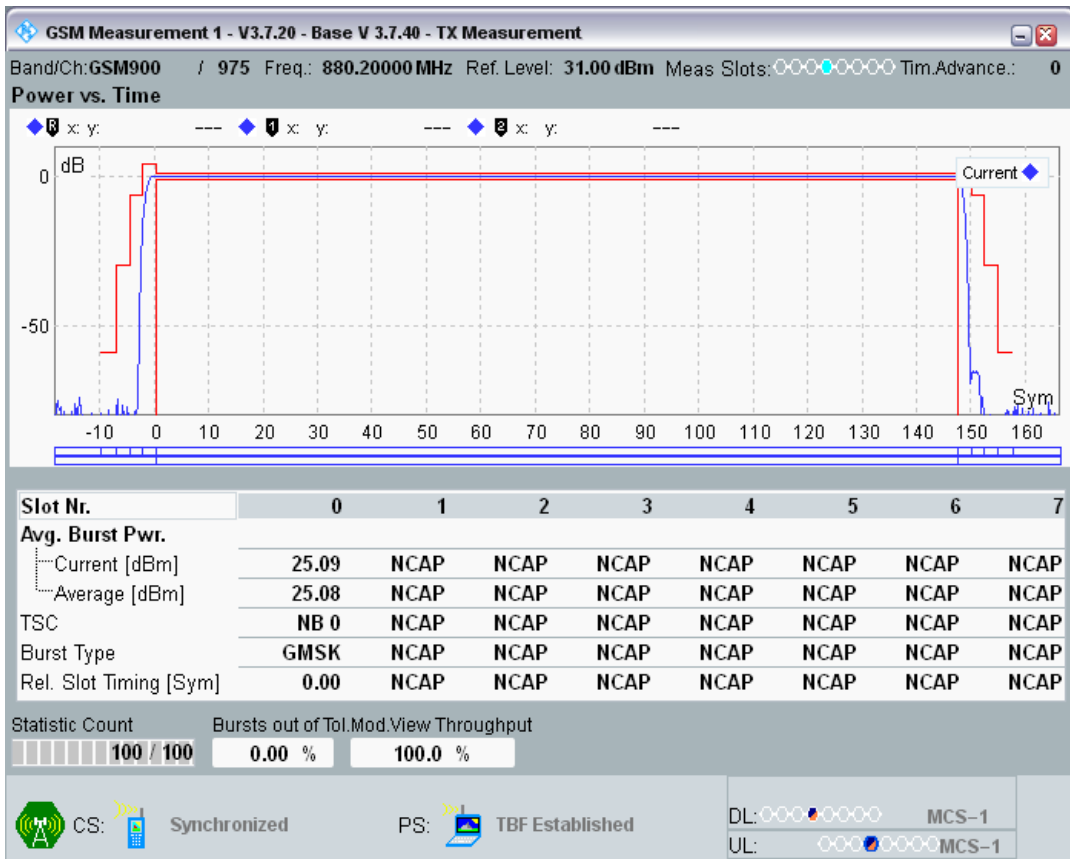 GSM Measurement 1 - V3.7.20 - Base V 3.7.40 - TX Measurement
Band/Ch:GSM900 / 975 Freq.: 880.20000 MHz Ref. Level: 31.00 dBm Meas Slots: Tim.Advance.: 0
Power vs. Time
R x: y: --- 1 x: y: --- 2 x: y: ---
dB
Current
0
-50
Sym
-10 0 10 20 30 40 50 60 70 80 90 100 110 120 130 140 150 160
Slot Nr. 0 1 2 3 4 5 6 7
Avg. Burst Pwr.
Current [dBm] 25.09 NCAP NCAP NCAP NCAP NCAP NCAP NCAP
Average [dBm] 25.08 NCAP NCAP NCAP NCAP NCAP NCAP NCAP
TSC NB 0 NCAP NCAP NCAP NCAP NCAP NCAP NCAP
Burst Type GMSK NCAP NCAP NCAP NCAP NCAP NCAP NCAP
Rel. Slot Timing [Sym] 0.00 NCAP NCAP NCAP NCAP NCAP NCAP NCAP
Statistic Count Bursts out of Tol.Mod.View Throughput
100 / 100 0.00 % 100.0 %
CS: Synchronized PS: TBF Established
DL: MCS-1
UL: MCS-1